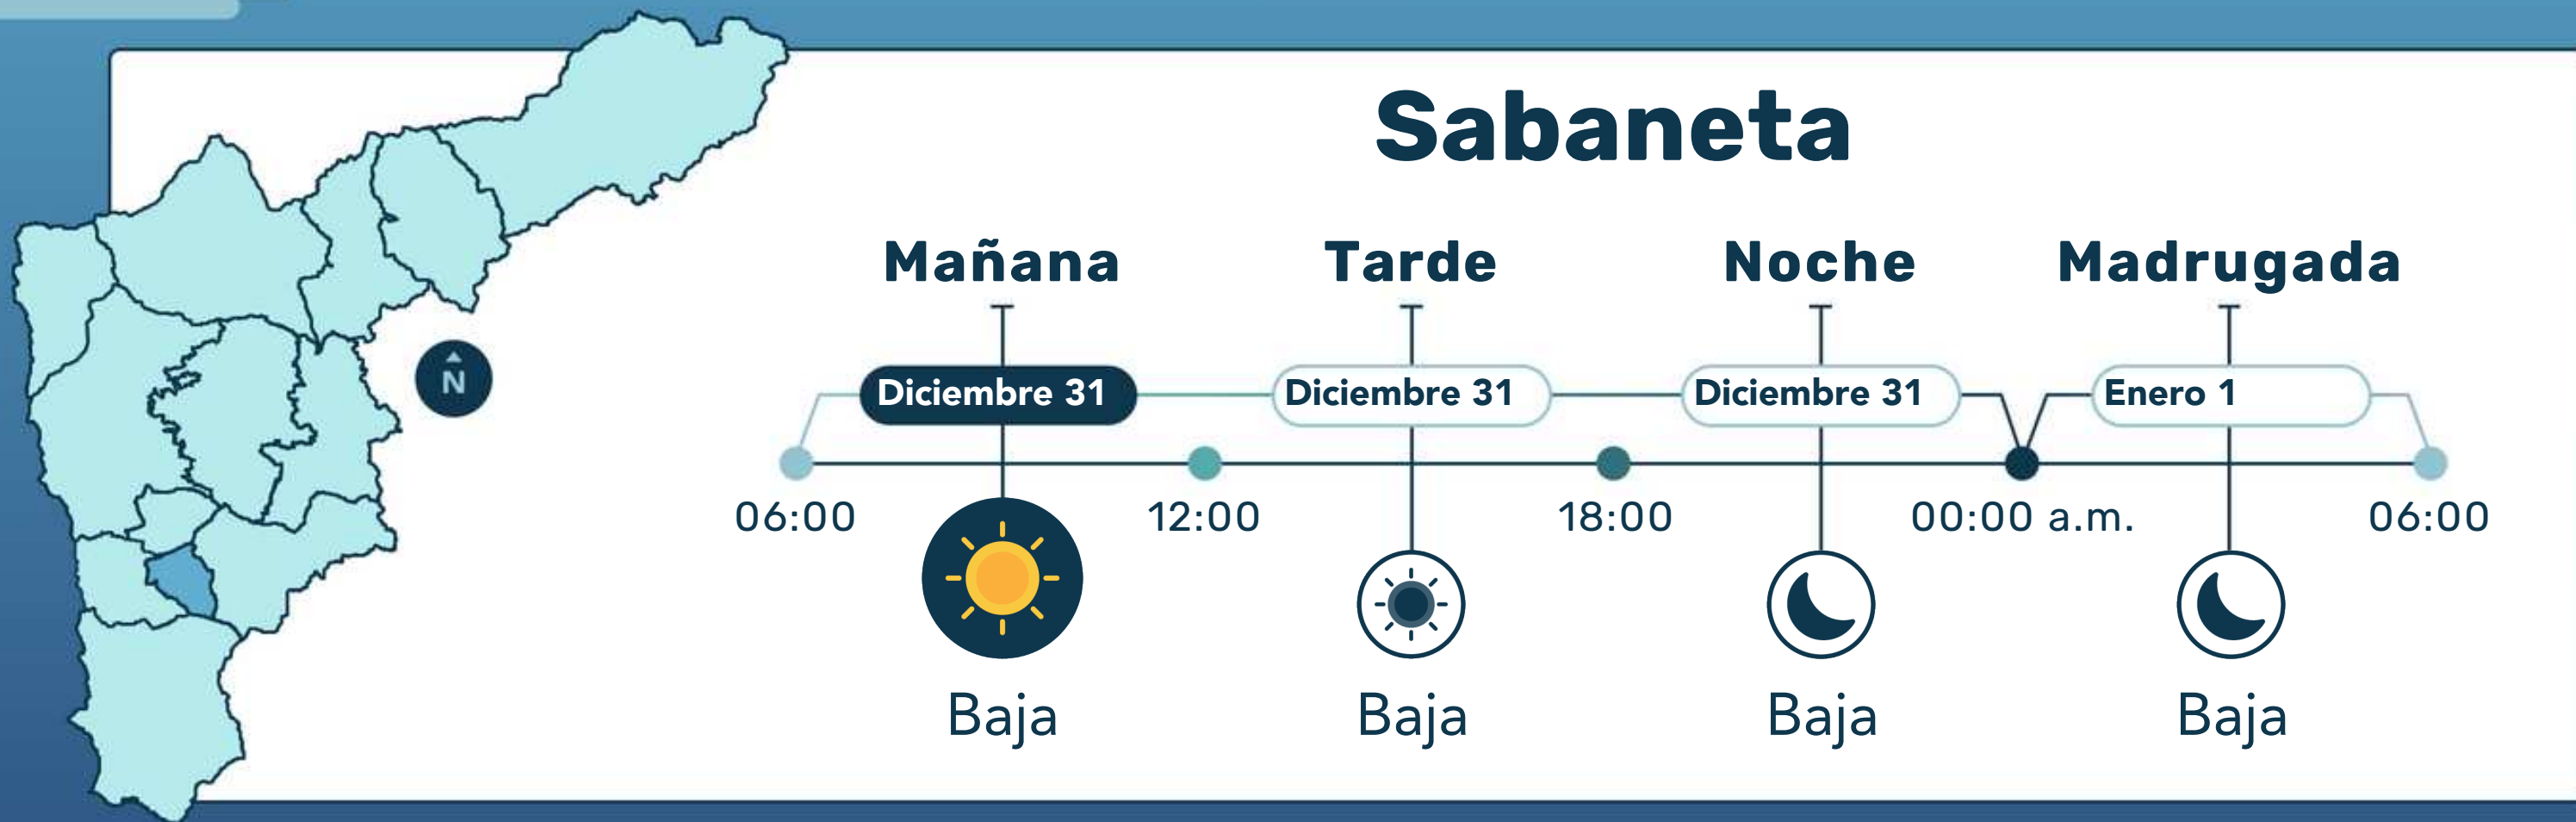 Sabaneta
Mañana Tarde Noche Madrugada
N
Diciembre 31 Diciembre 31 Diciembre 31 Enero 1
06:00 12:00 18:00 00:00 a.m. 06:00
Baja Baja Baja Baja